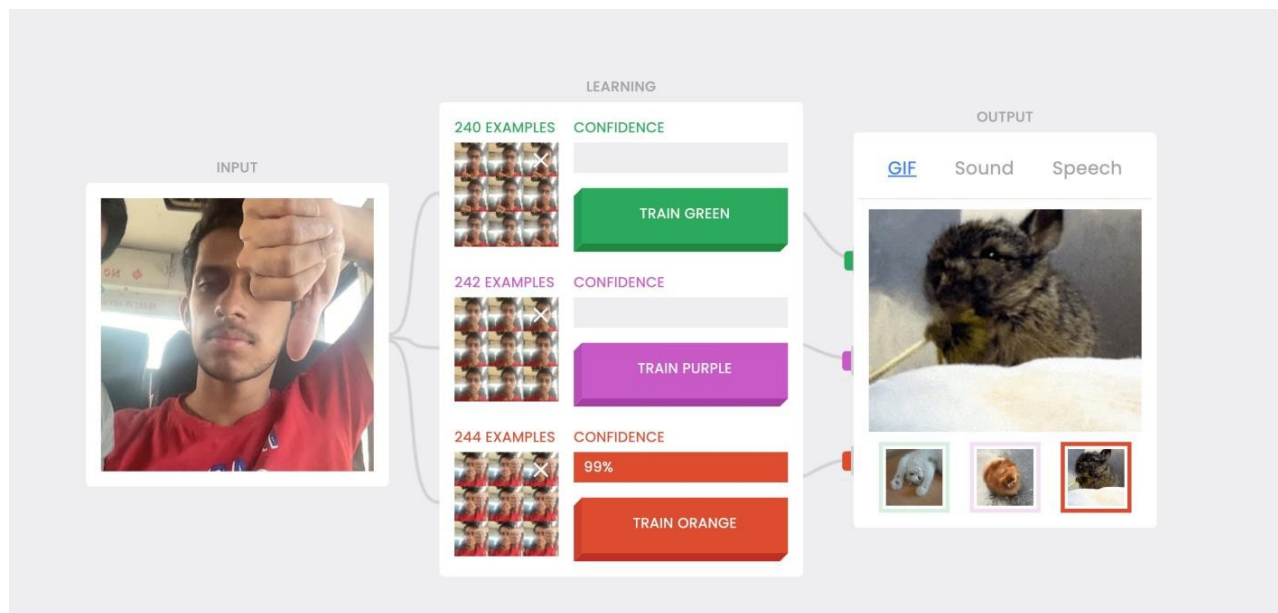 LEARNING
OUTPUT
INPUT
240 EXAMPLES CONFIDENCE
TRAIN GREEN
242 EXAMPLES CONFIDENCE
TRAIN PURPLE
244 EXAMPLES CONFIDENCE
99%
TRAIN ORANGE
GIF Sound Speech